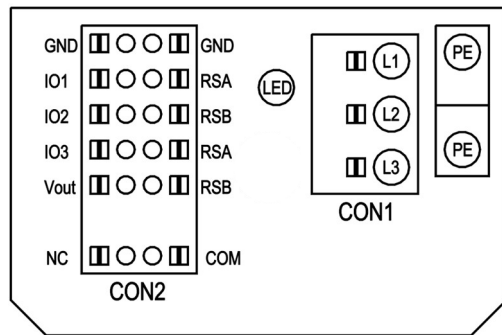 GND GND
IO1 RSA
IO2 RSB
IO3 RSA
Vout RSB
NC COM
CON2
LED
L1
L2
L3
CON1
PE
PE